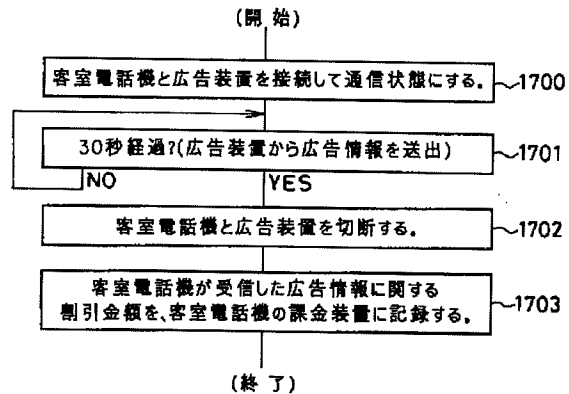 (開始)
客室電話機と広告装置を接続して通信状態にする。 1700
30秒経過?(広告装置から広告情報を送出) 1701
NO YES
客室電話機と広告装置を切断する。 1702
客室電話機が受信した広告情報に関する
割引金額を、客室電話機の課金装置に記録する。 1703
(終了)